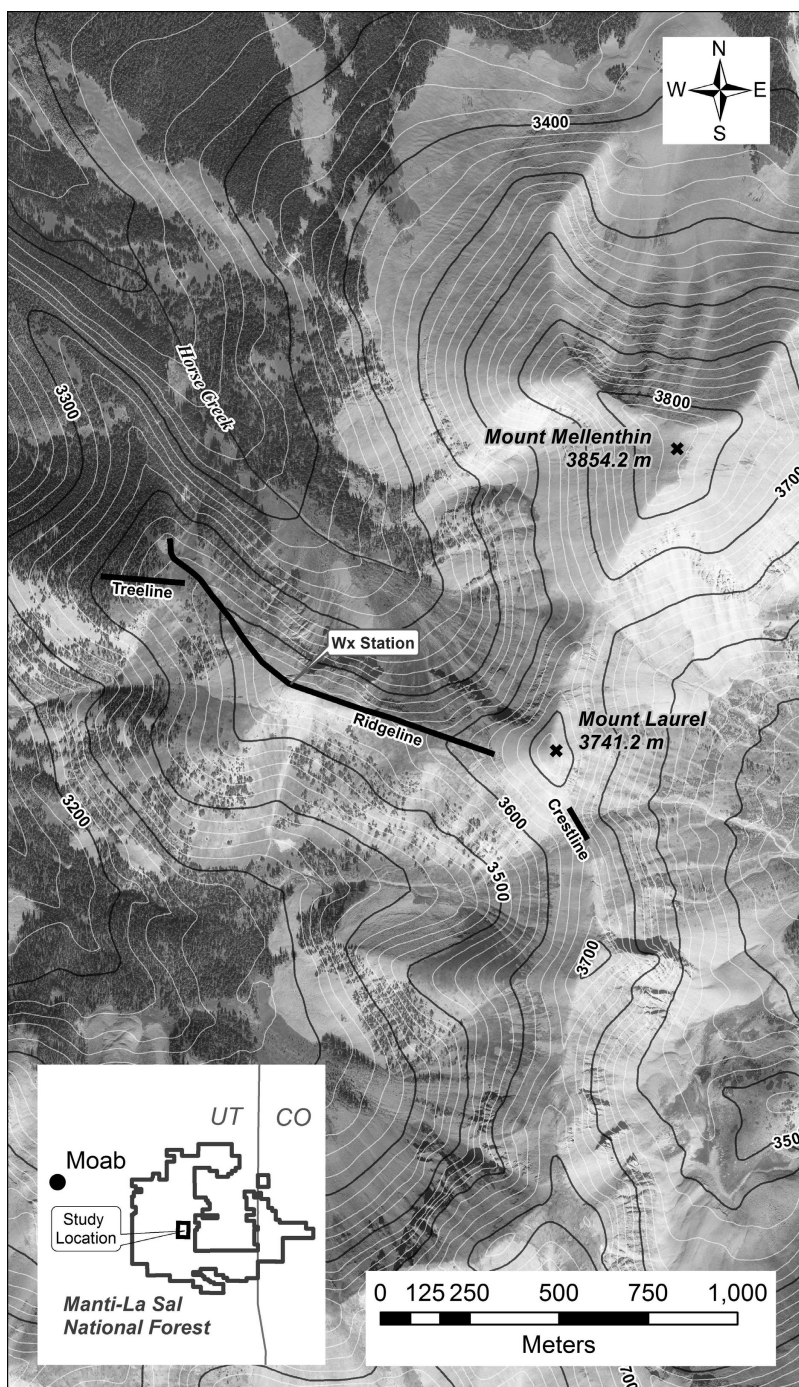 N
W E
S
3400
Horse Creek
3300
3800
Mount Mellenthin
3854.2 m
3700
Treeline
Wx Station
Ridgeline
Mount Laurel
3741.2 m
3200
3600
Crestline
3500
3700
UT CO
Moab
Study
Location
Manti-La Sal
National Forest
350
0 125 250 500 750 1,000
Meters
700